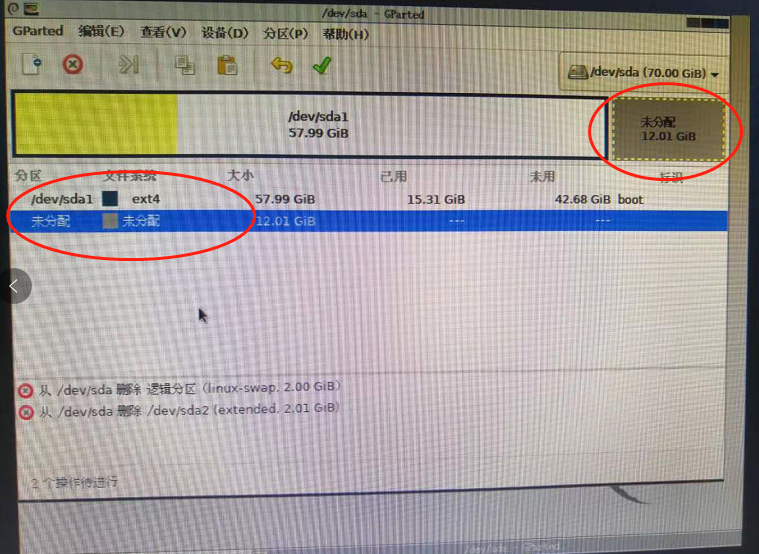 /dev/sda - GParted
GParted 编辑(E) 查看(V) 设备(D) 分区(P) 帮助(H)
/dev/sda (70.00 GiB)
/dev/sda1
57.99 GiB
未分配
12.01 GiB
分区 文件系统 大小 已用 未用 标识
/dev/sda1 ext4 57.99 GiB 15.31 GiB 42.68 GiB boot
未分配 未分配 12.01 GiB --- ---
从 /dev/sda 删除 逻辑分区 (linux-swap, 2.00 GiB)
从 /dev/sda 删除 /dev/sda2 (extended, 2.01 GiB)
2 个操作待进行